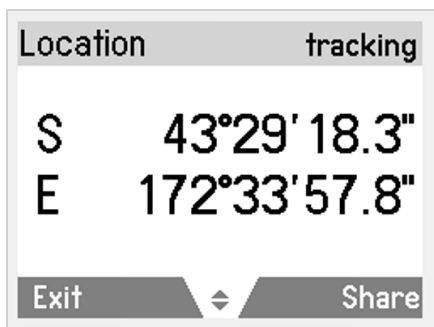 Location tracking
S 43°29'18.3"
E 172°33'57.8"
Exit Share